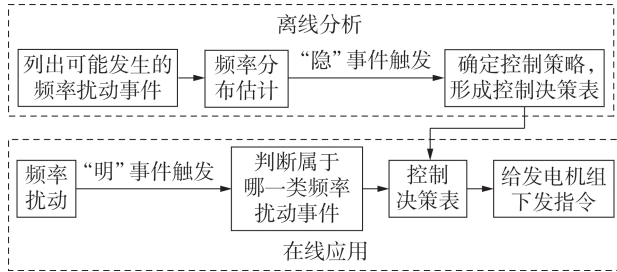 离线分析
列出可能发生的
频率扰动事件
频率分
布估计
“隐”事件触发
确定控制策略，
形成控制决策表
频率
扰动
“明”事件触发
判断属于
哪一类频率
扰动事件
控制
决策表
给发电机组
下发指令
在线应用